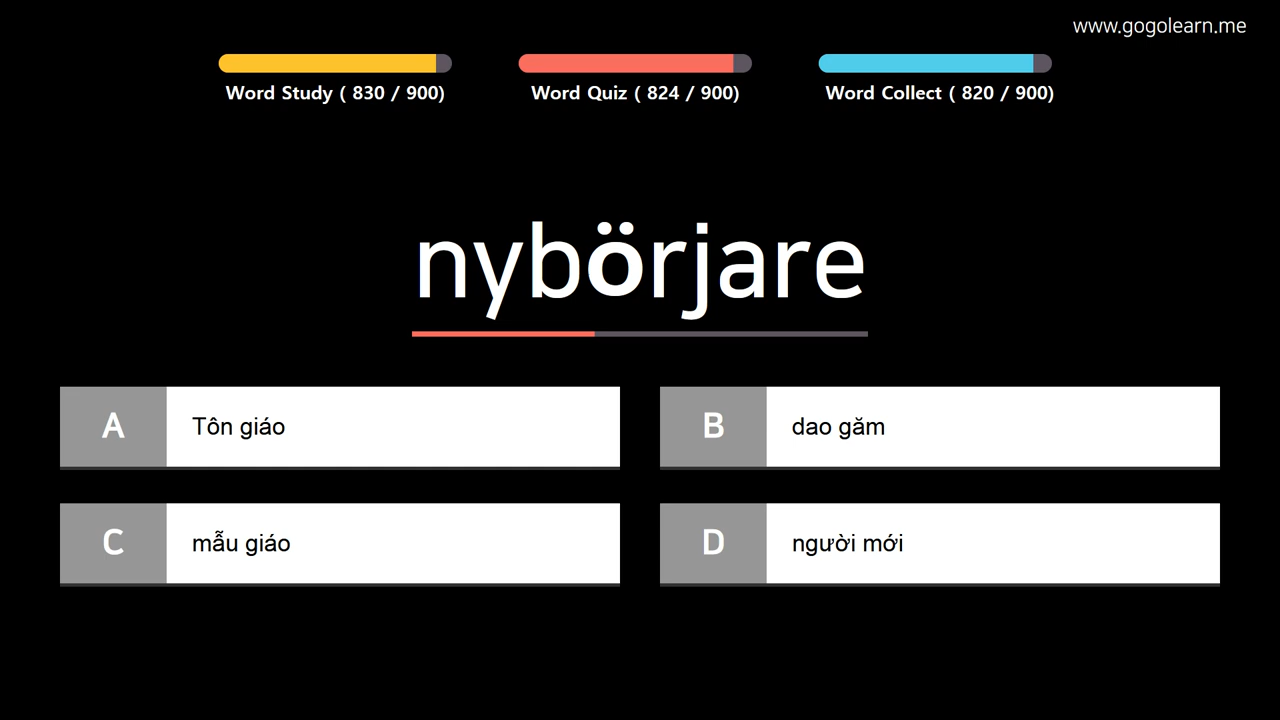 www.gogolearn.me
Word Study ( 830 / 900)
Word Quiz ( 824 / 900)
Word Collect ( 820 / 900)
nybörjare
A Tôn giáo
B dao găm
C mẫu giáo
D người mới